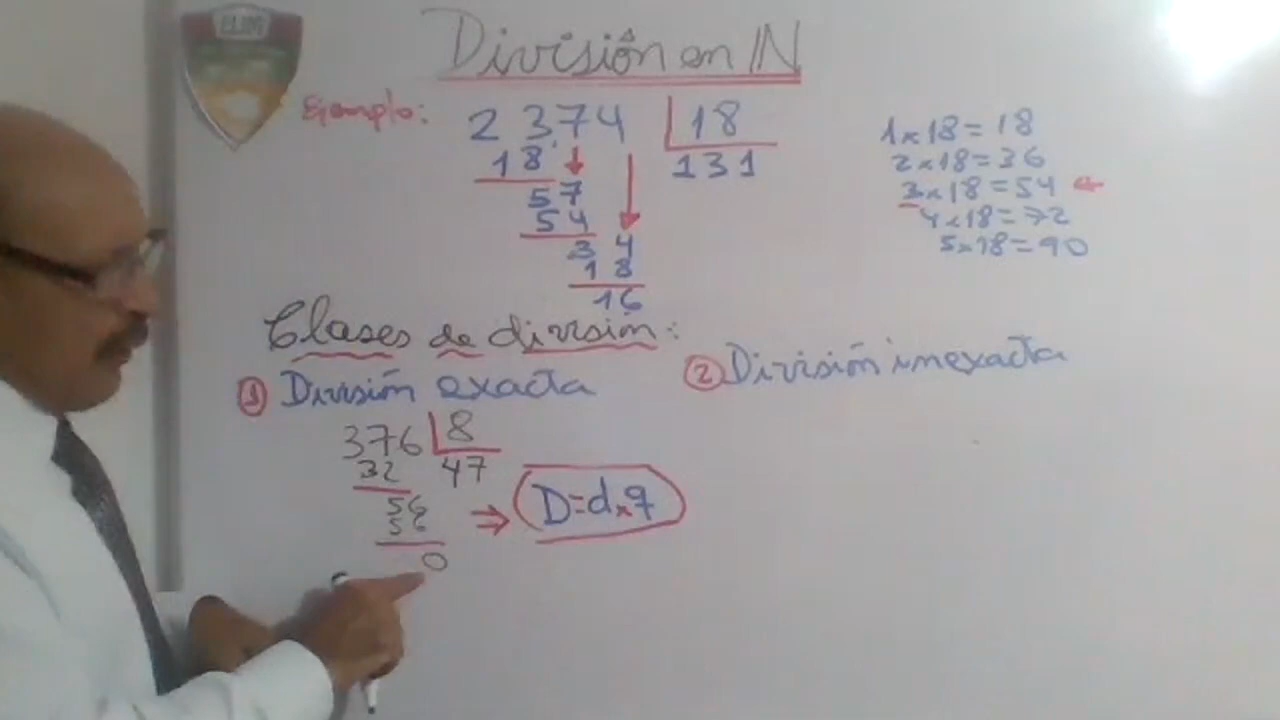 División en IN
Ejemplo: 2374 18
18 131
57
54
34
18
16
1x18=18
2x18=36
3x18=54
4x18=72
5x18=90
Clases de división:
1 División exacta
376 8
32 47
56
56
0
D=dxq
2 División inexacta